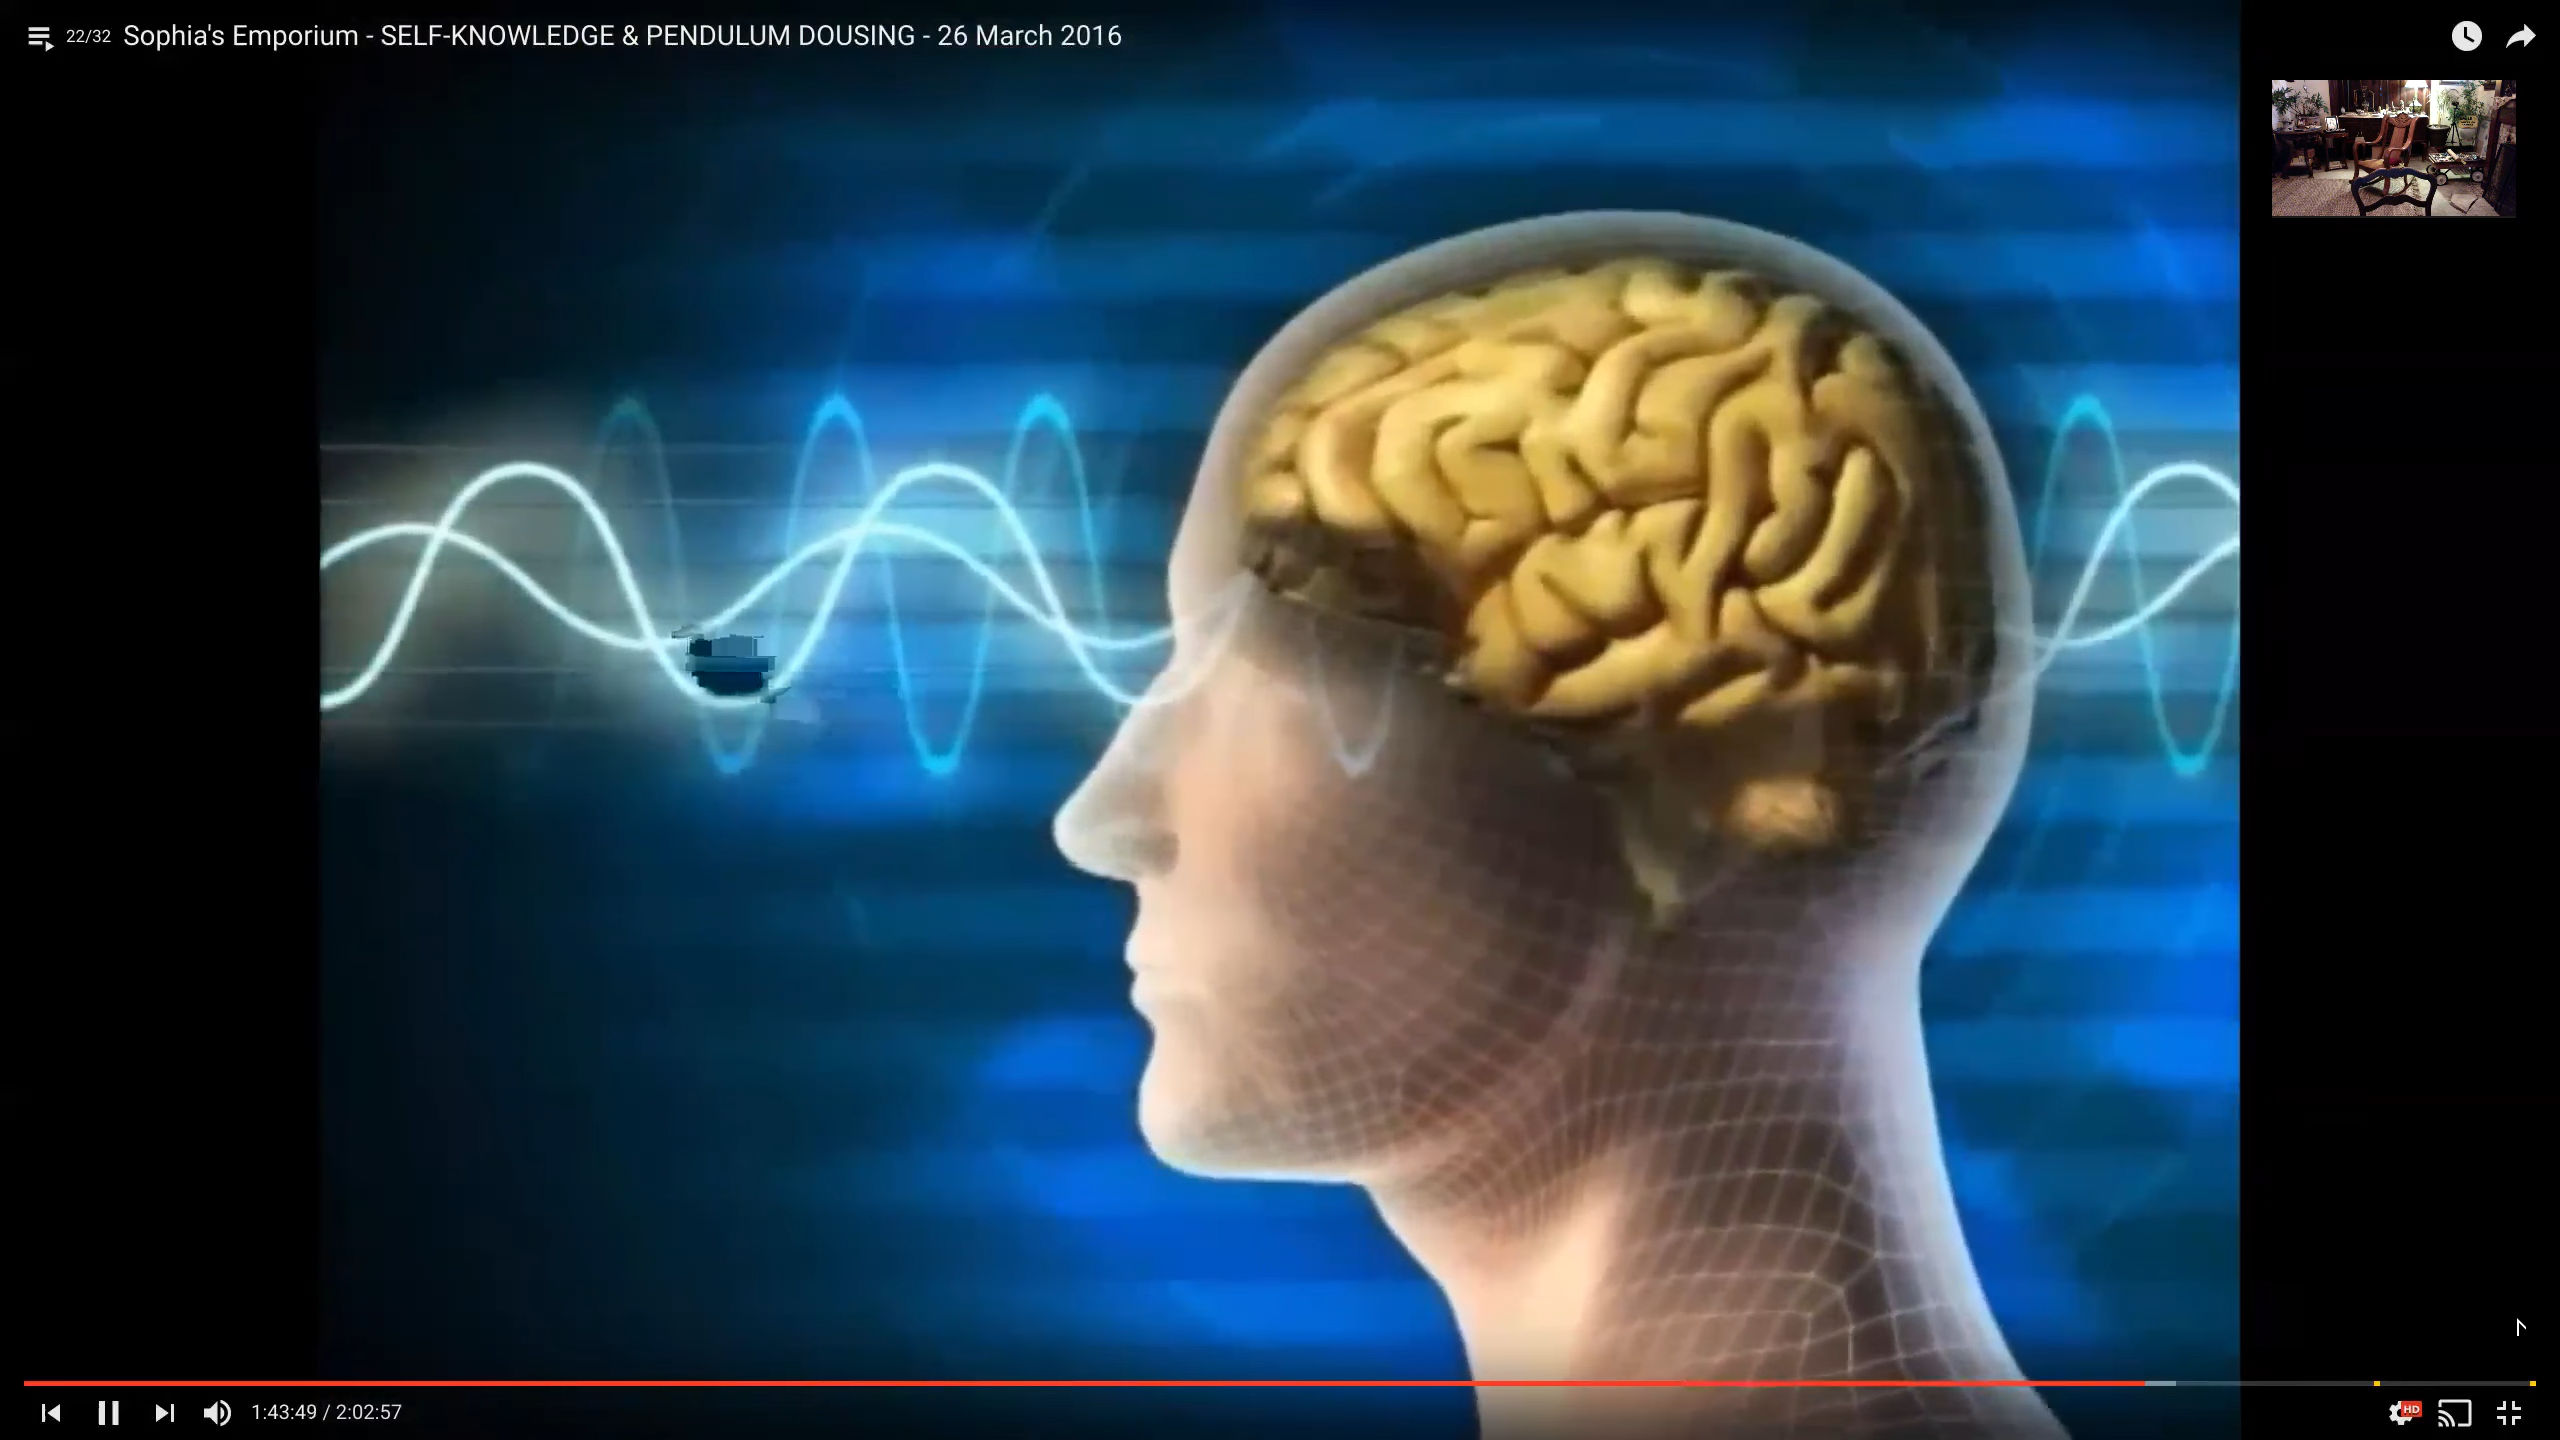 22/32 Sophia's Emporium - SELF-KNOWLEDGE & PENDULUM DOUSING - 26 March 2016
1:43:49 / 2:02:57
HD